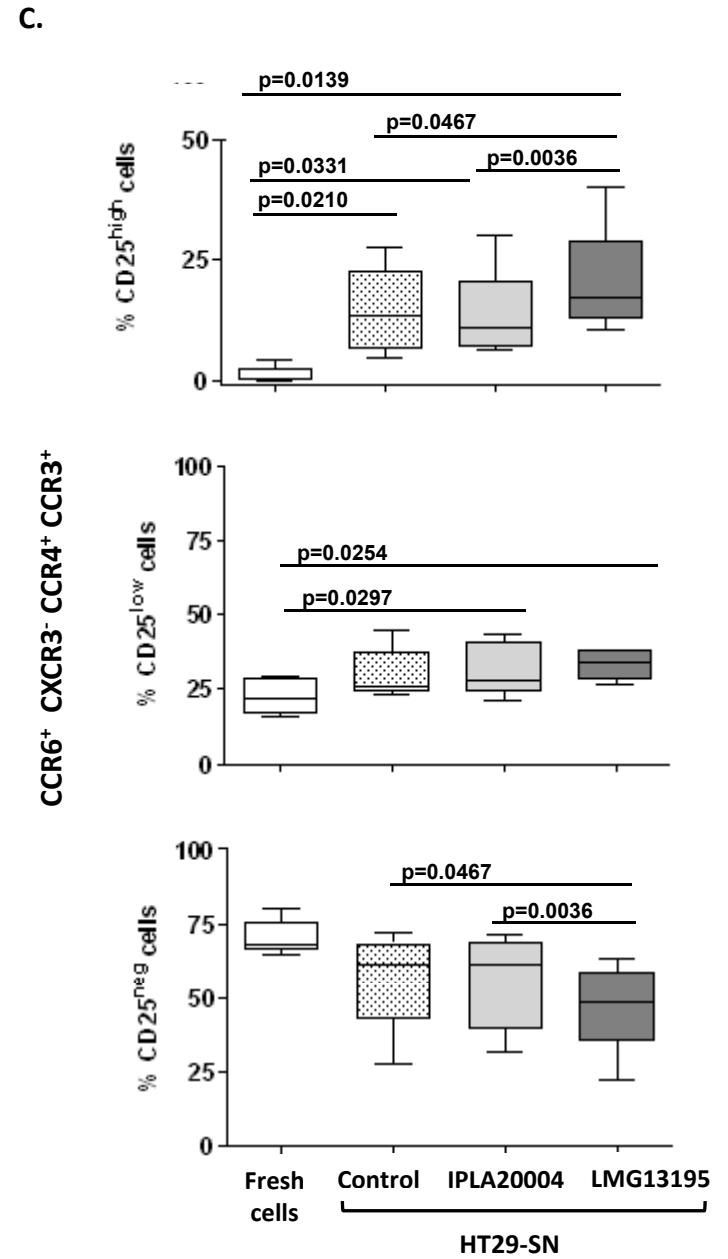 C.
p=0.0139
p=0.0467
p=0.0331
p=0.0036
p=0.0210
50
25
0
% CD25high cells
100
75
50
25
0
% CD25low cells
p=0.0254
p=0.0297
CCR6+ CXCR3- CCR4+ CCR3+
100
75
50
25
0
% CD25neg cells
p=0.0467
p=0.0036
Fresh cells
Control
IPLA20004
LMG13195
HT29-SN